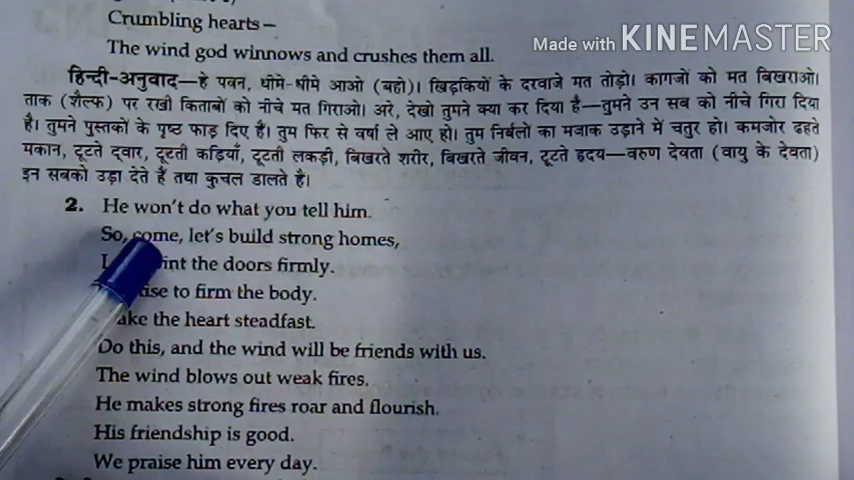 Crumbling hearts—
The wind god winnows and crushes them all.
Made with KINEMASTER
हिन्दी-अनुवाद—हे पवन, धीमे-धीमे आओ (बहो)। खिड़कियों के दरवाजे मत तोड़ो। कागजों को मत बिखराओ।
ताक (शैल्फ) पर रखी किताबों को नीचे मत गिराओ। अरे, देखो तुमने क्या कर दिया है—तुमने उन सब को नीचे गिरा दिया
है। तुमने पुस्तकों के पृष्ठ फाड़ दिए हैं। तुम फिर से वर्षा ले आए हो। तुम निर्बलों का मजाक उड़ाने में चतुर हो। कमजोर ढहते
मकान, टूटते द्वार, टूटती कड़ियाँ, टूटती लकड़ी, बिखरते शरीर, बिखरते जीवन, टूटते हृदय—वरुण देवता (वायु के देवता)
इन सबको उड़ा देते हैं तथा कुचल डालते है।
2. He won't do what you tell him.
So, come, let's build strong homes,
the doors firmly.
to firm the body.
the heart steadfast.
Do this, and the wind will be friends with us.
The wind blows out weak fires.
He makes strong fires roar and flourish.
His friendship is good.
We praise him every day.